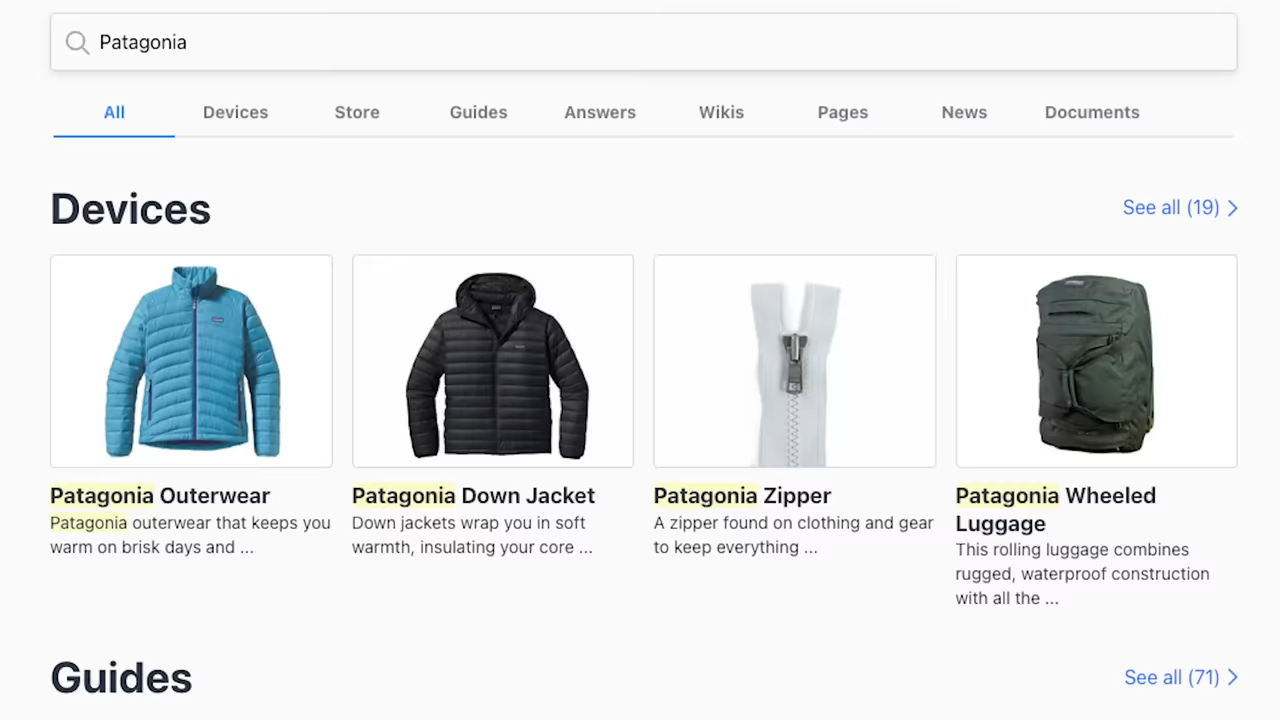 Patagonia
All Devices Store Guides Answers Wikis Pages News Documents
Devices
See all (19)
Patagonia Outerwear
Patagonia outerwear that keeps you
warm on brisk days and ...
Patagonia Down Jacket
Down jackets wrap you in soft
warmth, insulating your core ...
Patagonia Zipper
A zipper found on clothing and gear
to keep everything ...
Patagonia Wheeled
Luggage
This rolling luggage combines
rugged, waterproof construction
with all the ...
Guides
See all (71)